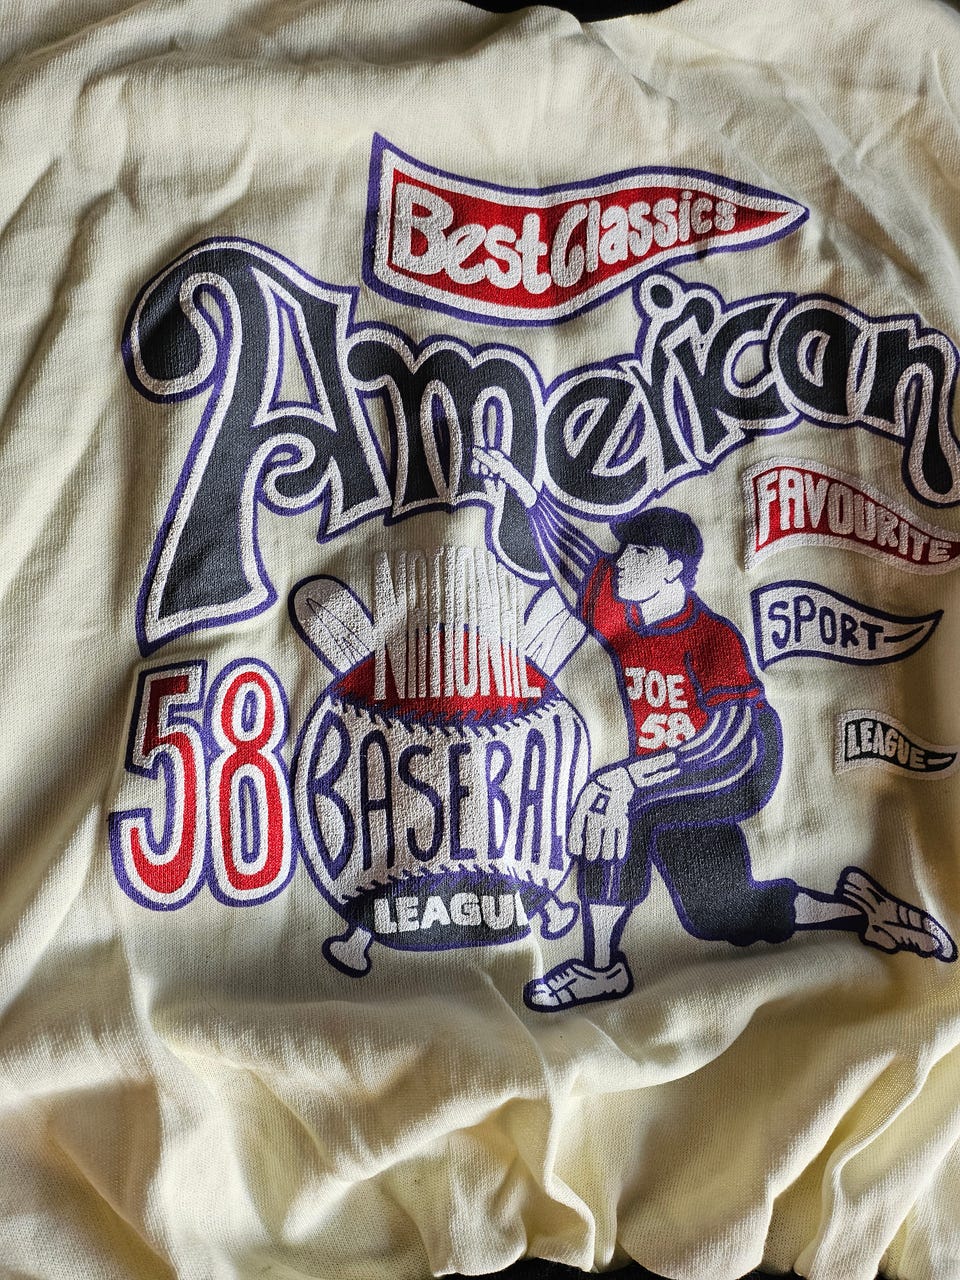 Best Classics
American
FAVOURITE
SPORT
LEAGUE
NATIONAL
JOE
58
58
BASEBALL
LEAGUE